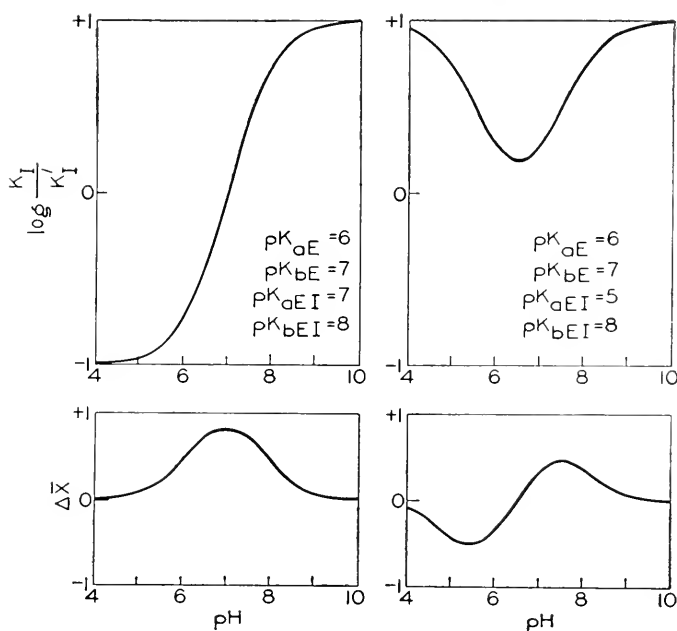 +1
0
-1
log K_I / K'_I
pK_aE = 6
pK_bE = 7
pK_aEI = 7
pK_bEI = 8
4 6 8 10
+1
0
-1
pK_aE = 6
pK_bE = 7
pK_aEI = 5
pK_bEI = 8
4 6 8 10
+1
0
-1
ΔX̄
4 6 8 10
pH
+1
0
-1
4 6 8 10
pH